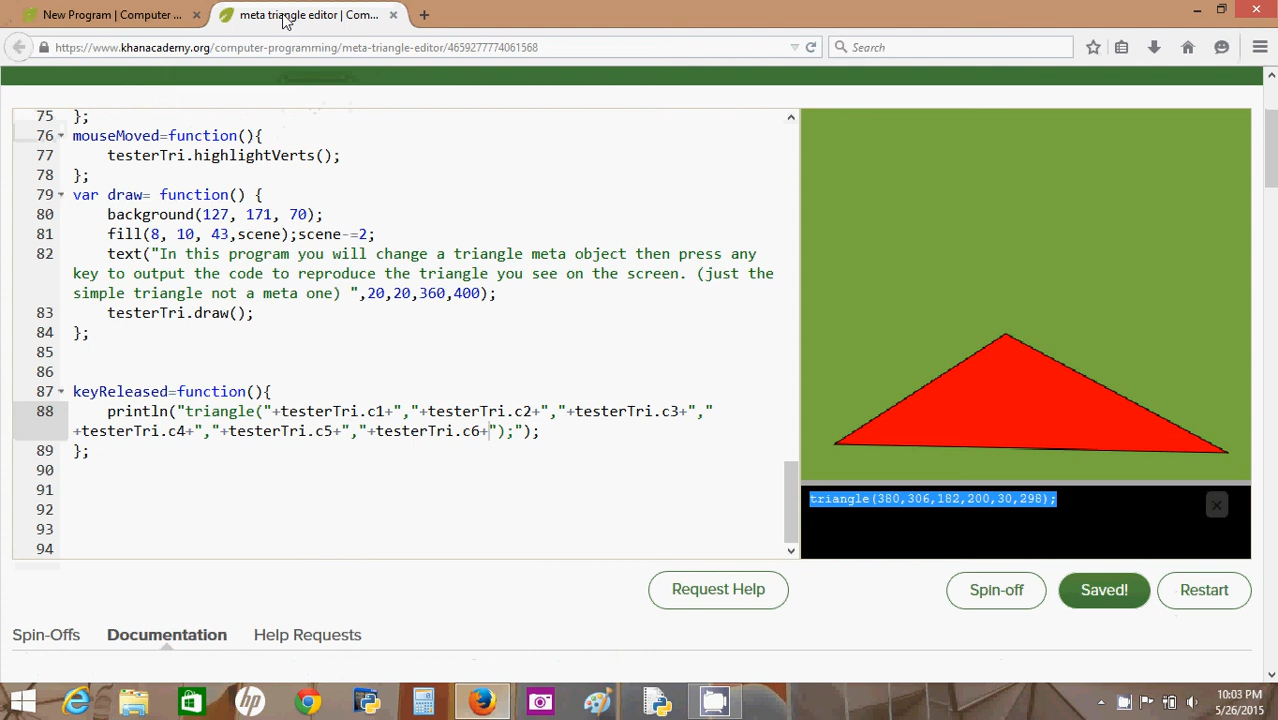 New Program | Computer ...
meta triangle editor | Com...
https://www.khanacademy.org/computer-programming/meta-triangle-editor/4659277774061568
Search
75 };
76 mouseMoved=function(){
77 testerTri.highlightVerts();
78 };
79 var draw= function() {
80 background(127, 171, 70);
81 fill(8, 10, 43,scene);scene-=2;
82 text("In this program you will change a triangle meta object then press any
key to output the code to reproduce the triangle you see on the screen. (just the
simple triangle not a meta one) ",20,20,360,400);
83 testerTri.draw();
84 };
85
86
87 keyReleased=function(){
88 println("triangle("+testerTri.c1+","+testerTri.c2+","+testerTri.c3+","
+testerTri.c4+","+testerTri.c5+","+testerTri.c6+");");
89 };
90
91
92
93
94
triangle(380,306,182,200,30,298);
Request Help
Spin-off
Saved!
Restart
Spin-Offs
Documentation
Help Requests
hp
10:03 PM
5/26/2015